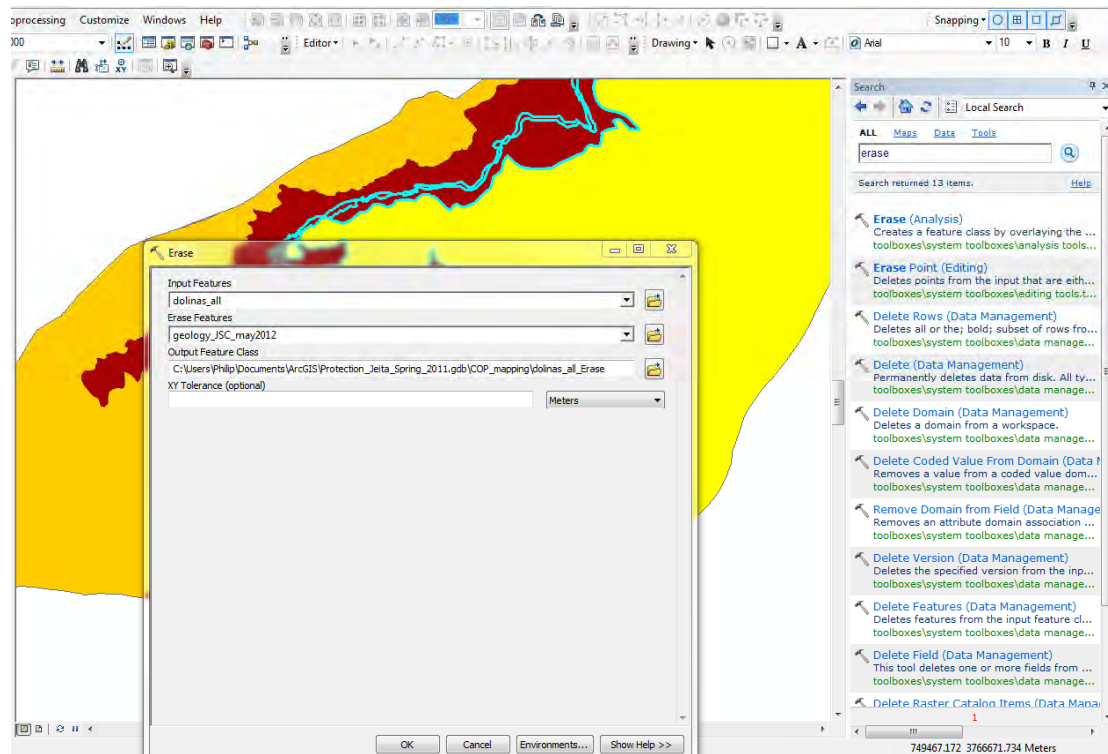 oprocessing Customize Windows Help
Snapping
000
Editor
Drawing
A
Arial
10
B I U
Search
Local Search
ALL Maps Data Tools
erase
Search returned 13 items. Help
Erase (Analysis)
Creates a feature class by overlaying the ...
toolboxes\system toolboxes\analysis tools...
Erase Point (Editing)
Deletes points from the input that are eith...
toolboxes\system toolboxes\editing tools.t...
Delete Rows (Data Management)
Deletes all or the; bold; subset of rows fro...
toolboxes\system toolboxes\data manage...
Delete (Data Management)
Permanently deletes data from disk. All ty...
toolboxes\system toolboxes\data manage...
Delete Domain (Data Management)
Deletes a domain from a workspace.
toolboxes\system toolboxes\data manage...
Delete Coded Value From Domain (Data M
Removes a value from a coded value dom...
toolboxes\system toolboxes\data manage...
Remove Domain from Field (Data Manage
Removes an attribute domain association ...
toolboxes\system toolboxes\data manage...
Delete Version (Data Management)
Deletes the specified version from the inp...
toolboxes\system toolboxes\data manage...
Delete Features (Data Management)
Deletes features from the input feature cl...
toolboxes\system toolboxes\data manage...
Delete Field (Data Management)
This tool deletes one or more fields from ...
toolboxes\system toolboxes\data manage...
Delete Raster Catalog Items (Data Mana
1
Erase
Input Features
dolinas_all
Erase Features
geology_JSC_may2012
Output Feature Class
C:\Users\Philip\Documents\ArcGIS\Protection_Jeita_Spring_2011.gdb\COP_mapping\dolinas_all_Erase
XY Tolerance (optional)
Meters
OK Cancel Environments... Show Help >>
749467.172 3766671.734 Meters